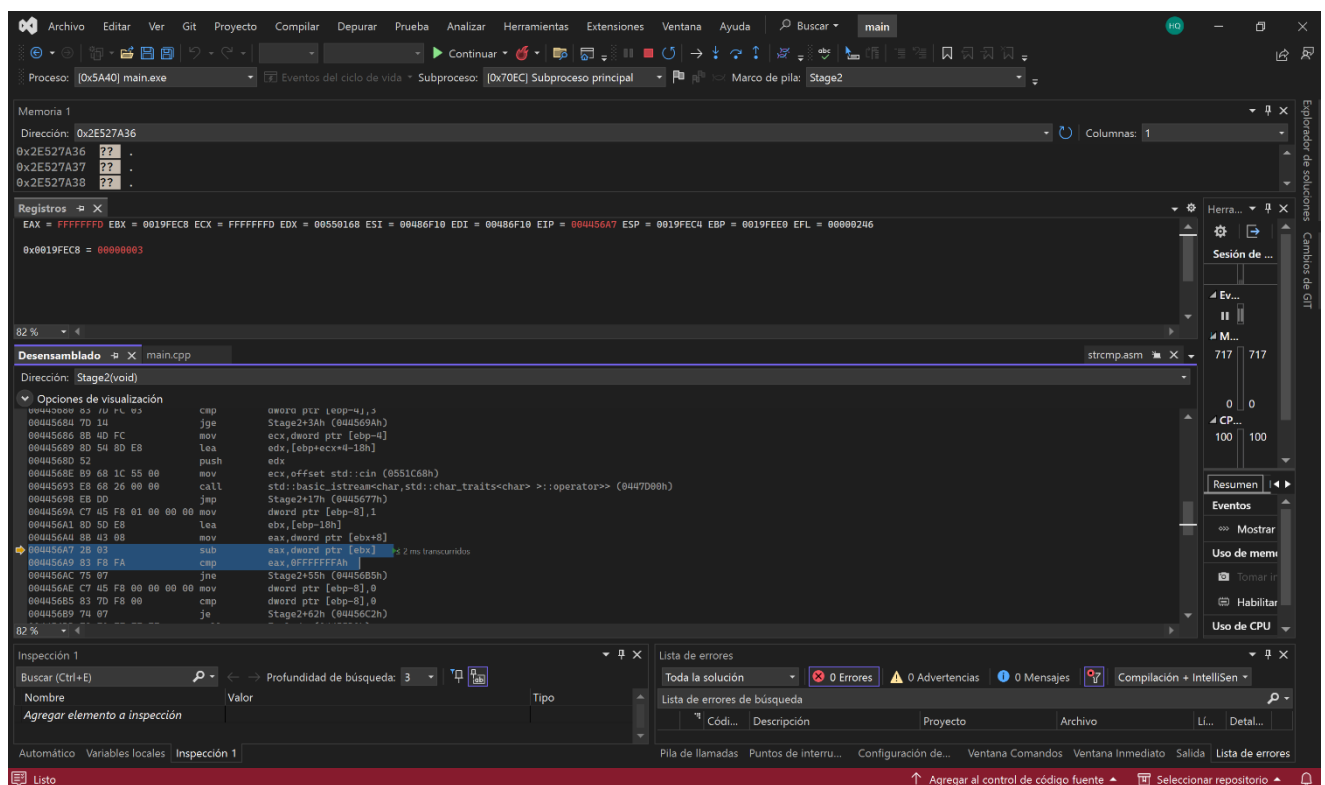 Archivo Editar Ver Git Proyecto Compilar Depurar Prueba Analizar Herramientas Extensiones Ventana Ayuda Buscar main HO
Continuar
Proceso: [0x5A40] main.exe Eventos del ciclo de vida Subproceso: [0x70EC] Subproceso principal Marco de pila: Stage2
Memoria 1
Dirección: 0x2E527A36 Columnas: 1
0x2E527A36 ?? .
0x2E527A37 ?? .
0x2E527A38 ?? .
Registros
EAX = FFFFFFFD EBX = 0019FEC8 ECX = FFFFFFFD EDX = 00550168 ESI = 00486F10 EDI = 00486F10 EIP = 004456A7 ESP = 0019FEC4 EBP = 0019FEE0 EFL = 00000246
0x0019FEC8 = 00000003
82 %
Desensamblado main.cpp strcmp.asm
Dirección: Stage2(void)
Opciones de visualización
00445680 83 7D FC 03 cmp dword ptr [ebp-4],3
00445684 7D 14 jge Stage2+3Ah (044569Ah)
00445686 8B 4D FC mov ecx,dword ptr [ebp-4]
00445689 8D 54 8D E8 lea edx,[ebp+ecx*4-18h]
0044568D 52 push edx
0044568E B9 68 1C 55 00 mov ecx,offset std::cin (0551C68h)
00445693 E8 68 26 00 00 call std::basic_istream<char,std::char_traits<char> >::operator>> (0447D00h)
00445698 EB DD jmp Stage2+17h (0445677h)
0044569A C7 45 F8 01 00 00 00 mov dword ptr [ebp-8],1
004456A1 8D 5D E8 lea ebx,[ebp-18h]
004456A4 8B 43 08 mov eax,dword ptr [ebx+8]
004456A7 2B 03 sub eax,dword ptr [ebx] ≤ 2 ms transcurridos
004456A9 83 F8 FA cmp eax,0FFFFFFFAh
004456AC 75 07 jne Stage2+55h (04456B5h)
004456AE C7 45 F8 00 00 00 00 mov dword ptr [ebp-8],0
004456B5 83 7D F8 00 cmp dword ptr [ebp-8],0
004456B9 74 07 je Stage2+62h (04456C2h)
82 %
Explorador de soluciones Cambios de GIT
Herra...
Sesión de ...
Ev...
M...
717 717
0 0
CP...
100 100
Resumen
Eventos
Mostrar
Uso de memo
Tomar in
Habilitar
Uso de CPU
Inspección 1
Buscar (Ctrl+E) Profundidad de búsqueda: 3
Nombre Valor Tipo
Agregar elemento a inspección
Automático Variables locales Inspección 1
Lista de errores
Toda la solución 0 Errores 0 Advertencias 0 Mensajes Compilación + IntelliSen
Lista de errores de búsqueda
Códi... Descripción Proyecto Archivo Lí... Detal...
Pila de llamadas Puntos de interru... Configuración de... Ventana Comandos Ventana Inmediato Salida Lista de errores
Listo Agregar al control de código fuente Seleccionar repositorio